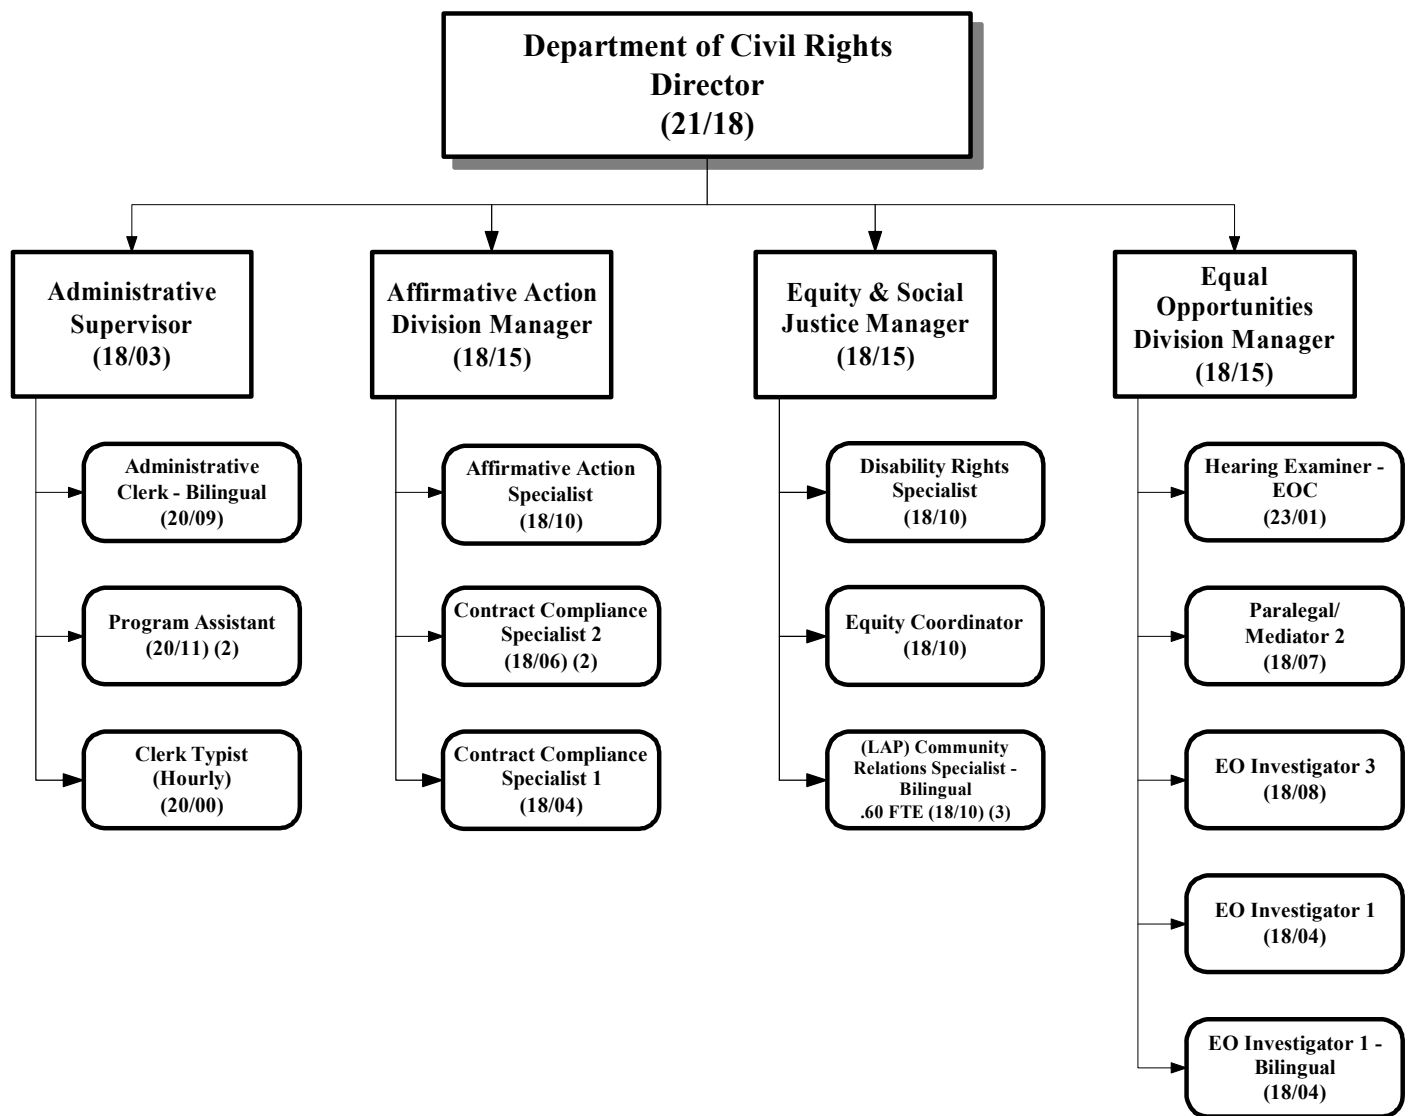 Department of Civil Rights
Director
(21/18)
Administrative
Supervisor
(18/03)
Affirmative Action
Division Manager
(18/15)
Equity & Social
Justice Manager
(18/15)
Equal
Opportunities
Division Manager
(18/15)
Administrative
Clerk - Bilingual
(20/09)
Program Assistant
(20/11) (2)
Clerk Typist
(Hourly)
(20/00)
Affirmative Action
Specialist
(18/10)
Contract Compliance
Specialist 2
(18/06) (2)
Contract Compliance
Specialist 1
(18/04)
Disability Rights
Specialist
(18/10)
Equity Coordinator
(18/10)
(LAP) Community
Relations Specialist -
Bilingual
.60 FTE (18/10) (3)
Hearing Examiner -
EOC
(23/01)
Paralegal/
Mediator 2
(18/07)
EO Investigator 3
(18/08)
EO Investigator 1
(18/04)
EO Investigator 1 -
Bilingual
(18/04)